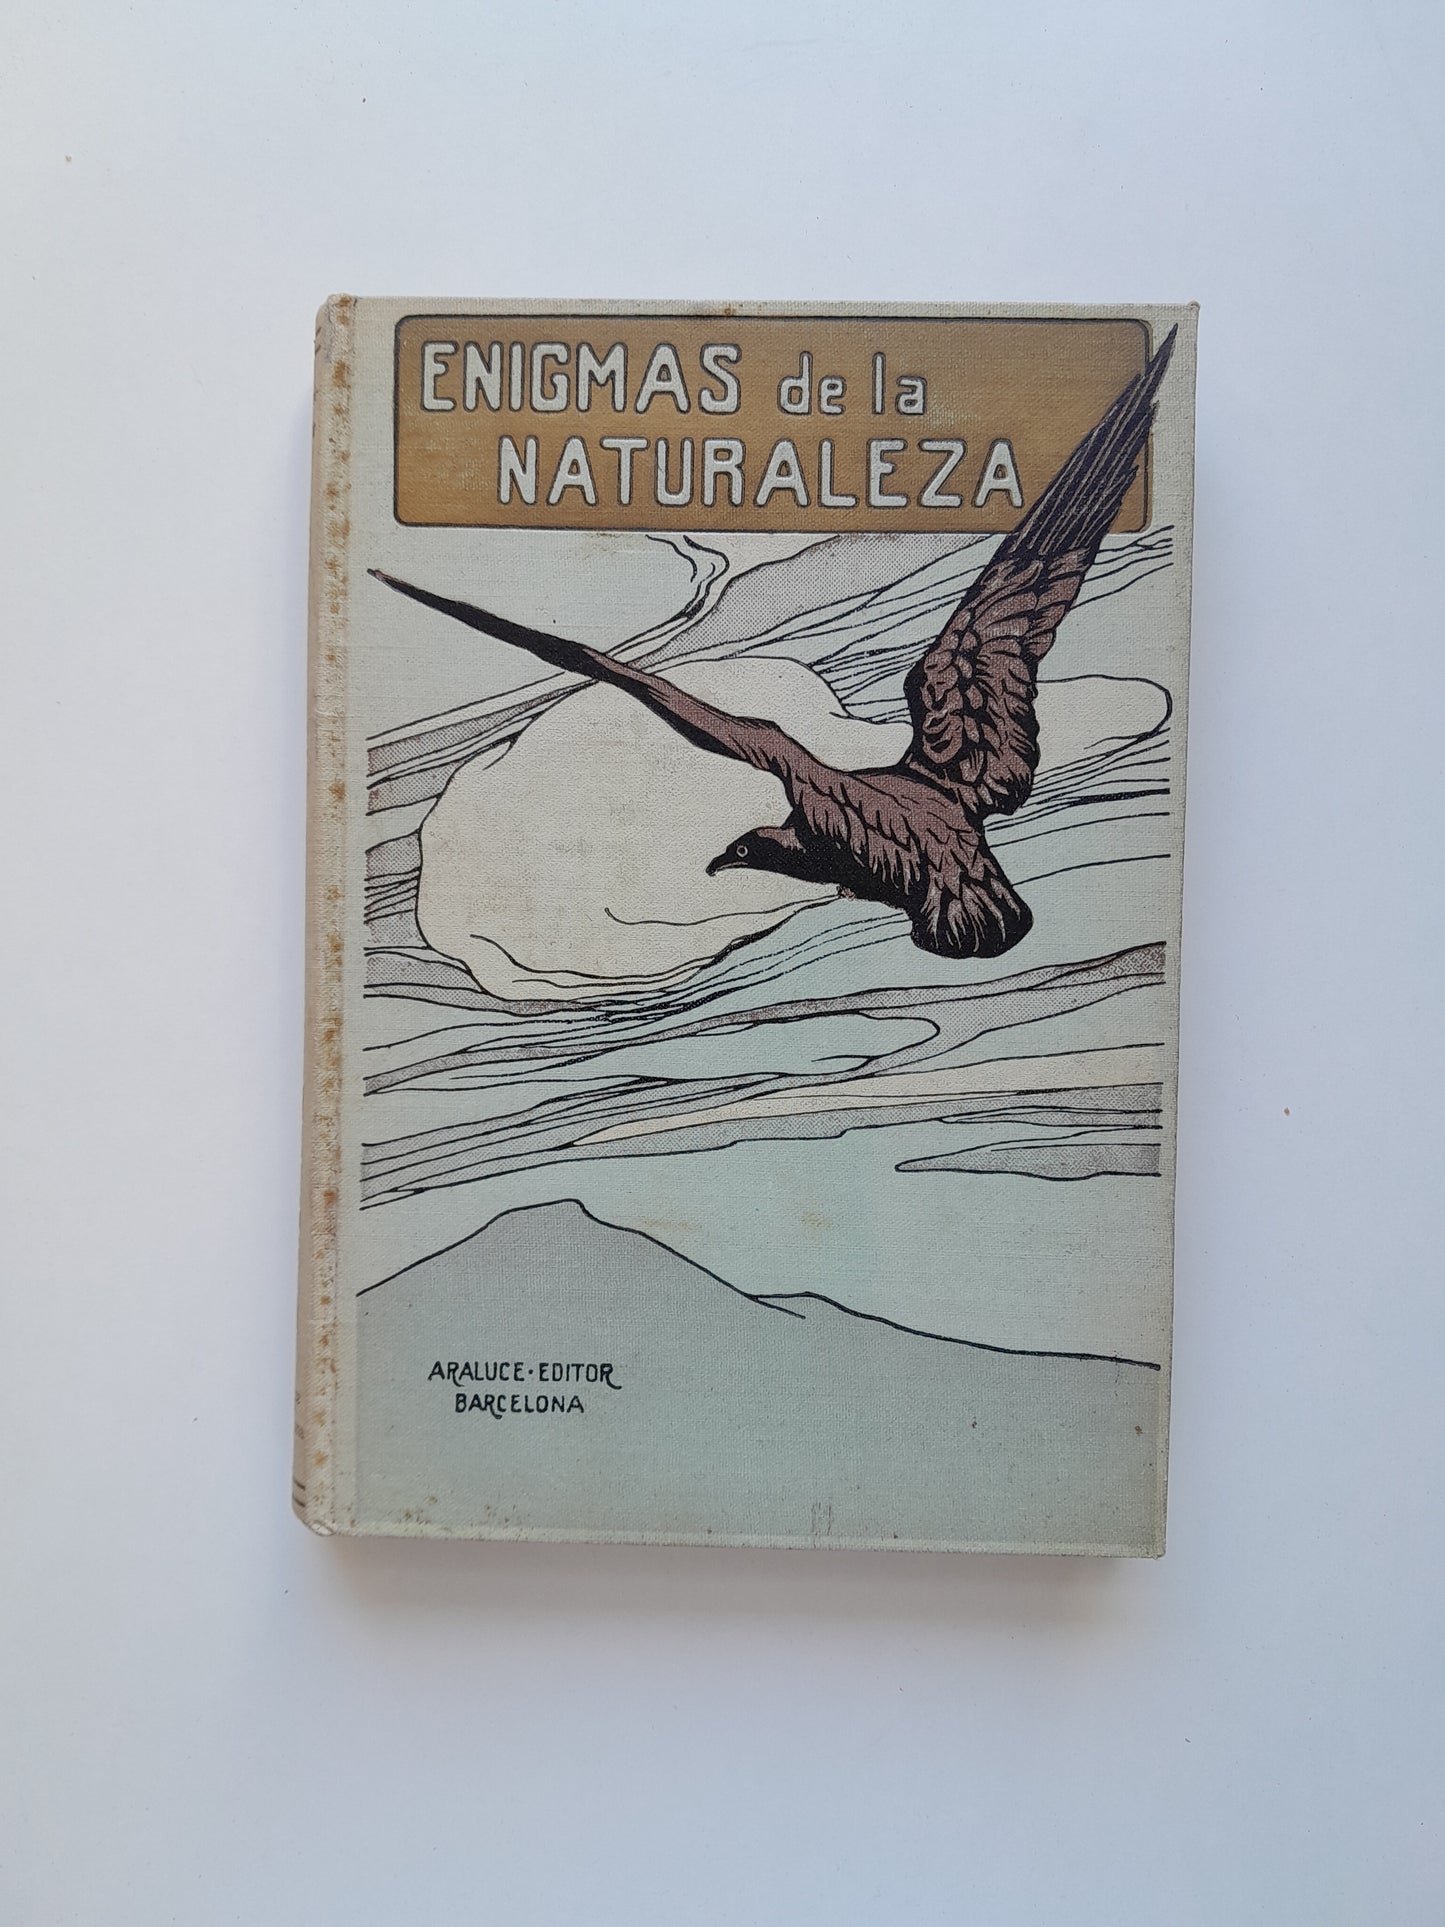 ENIGMAS de la
NATURALEZA
ARALUCE · EDITOR
BARCELONA